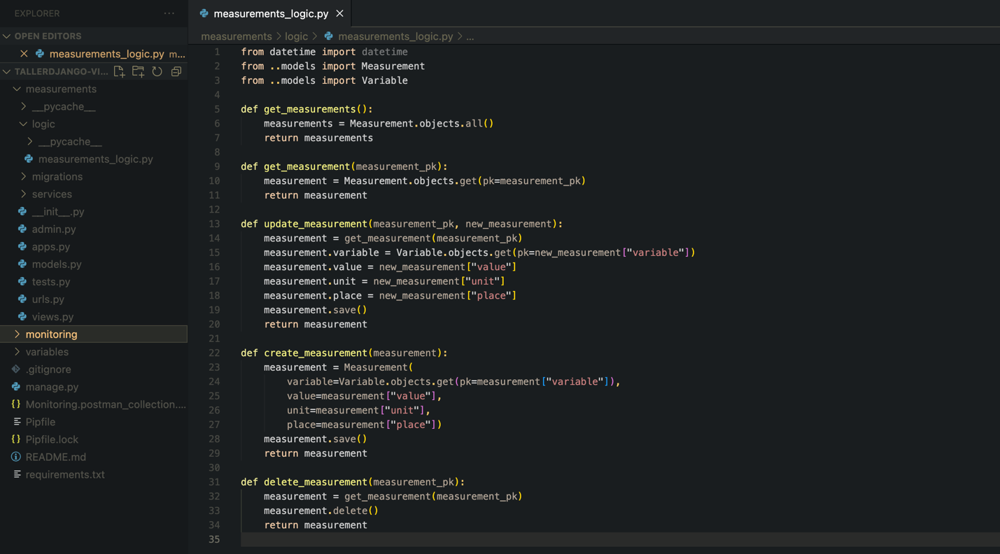 EXPLORER ...
OPEN EDITORS
measurements_logic.py m...
TALLERDJANGO-VI...
measurements
__pycache__
logic
__pycache__
measurements_logic.py
migrations
services
__init__.py
admin.py
apps.py
models.py
tests.py
urls.py
views.py
monitoring
variables
.gitignore
manage.py
{} Monitoring.postman_collection....
Pipfile
{} Pipfile.lock
README.md
requirements.txt
measurements_logic.py
measurements > logic > measurements_logic.py > ...
1 from datetime import datetime
2 from ..models import Measurement
3 from ..models import Variable
4
5 def get_measurements():
6     measurements = Measurement.objects.all()
7     return measurements
8
9 def get_measurement(measurement_pk):
10     measurement = Measurement.objects.get(pk=measurement_pk)
11     return measurement
12
13 def update_measurement(measurement_pk, new_measurement):
14     measurement = get_measurement(measurement_pk)
15     measurement.variable = Variable.objects.get(pk=new_measurement["variable"])
16     measurement.value = new_measurement["value"]
17     measurement.unit = new_measurement["unit"]
18     measurement.place = new_measurement["place"]
19     measurement.save()
20     return measurement
21
22 def create_measurement(measurement):
23     measurement = Measurement(
24         variable=Variable.objects.get(pk=measurement["variable"]),
25         value=measurement["value"],
26         unit=measurement["unit"],
27         place=measurement["place"])
28     measurement.save()
29     return measurement
30
31 def delete_measurement(measurement_pk):
32     measurement = get_measurement(measurement_pk)
33     measurement.delete()
34     return measurement
35